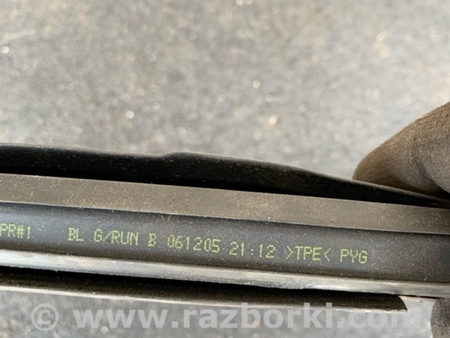 PR#1 BL G/RUN B 061205 21:12 >TPE< PYG
www.razborki.com